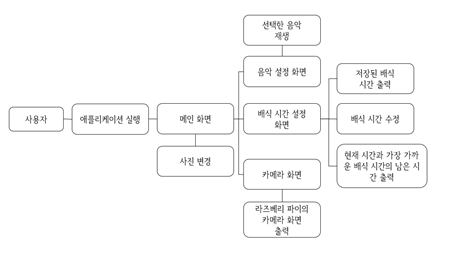 선택한 음악
재생
음악 설정 화면
저장된 배식
시간 출력
사용자
애플리케이션 실행
메인 화면
배식 시간 설정
화면
배식 시간 수정
사진 변경
카메라 화면
현재 시간과 가장 가까
운 배식 시간의 남은 시
간 출력
라즈베리 파이의
카메라 화면
출력